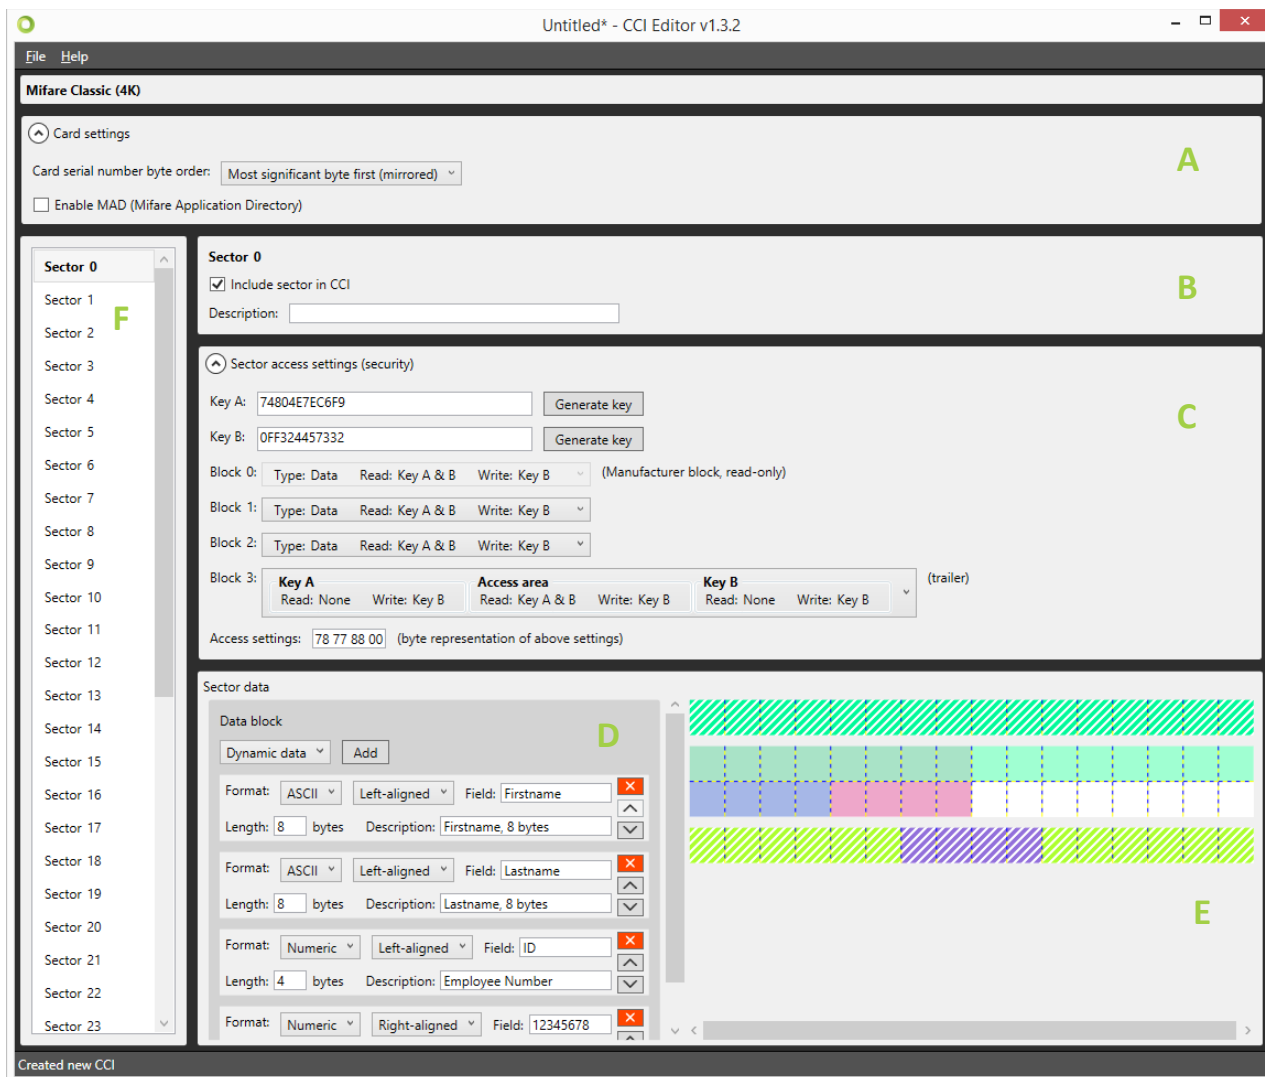 Untitled* - CCI Editor v1.3.2
File Help
Mifare Classic (4K)
Card settings
A
Card serial number byte order: Most significant byte first (mirrored)
Enable MAD (Mifare Application Directory)
F
Sector 0
Sector 1
Sector 2
Sector 3
Sector 4
Sector 5
Sector 6
Sector 7
Sector 8
Sector 9
Sector 10
Sector 11
Sector 12
Sector 13
Sector 14
Sector 15
Sector 16
Sector 17
Sector 18
Sector 19
Sector 20
Sector 21
Sector 22
Sector 23
Sector 0
Include sector in CCI
B
Description:
Sector access settings (security)
C
Key A: 74804E7EC6F9 Generate key
Key B: 0FF324457332 Generate key
Block 0: Type: Data Read: Key A & B Write: Key B (Manufacturer block, read-only)
Block 1: Type: Data Read: Key A & B Write: Key B
Block 2: Type: Data Read: Key A & B Write: Key B
Block 3: Key A Access area Key B (trailer)
Read: None Write: Key B Read: Key A & B Write: Key B Read: None Write: Key B
Access settings: 78 77 88 00 (byte representation of above settings)
Sector data
Data block
D
Dynamic data Add
Format: ASCII Left-aligned Field: Firstname
Length: 8 bytes Description: Firstname, 8 bytes
Format: ASCII Left-aligned Field: Lastname
Length: 8 bytes Description: Lastname, 8 bytes
Format: Numeric Left-aligned Field: ID
Length: 4 bytes Description: Employee Number
Format: Numeric Right-aligned Field: 12345678
E
Created new CCI